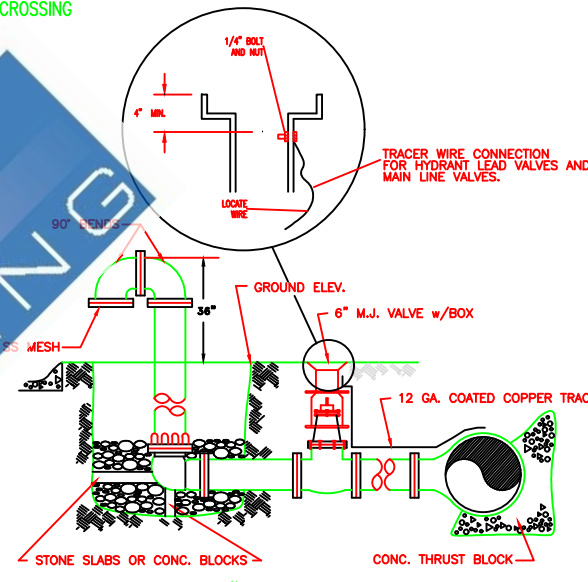 CROSSING
1/4" BOLT
AND NUT
4" MIN.
TRACER WIRE CONNECTION
FOR HYDRANT LEAD VALVES AND
MAIN LINE VALVES.
LOCATE
WIRE
NG
90° BENDS
GROUND ELEV.
36"
6" M.J. VALVE w/BOX
SS MESH
12 GA. COATED COPPER TRAC
STONE SLABS OR CONC. BLOCKS
CONC. THRUST BLOCK